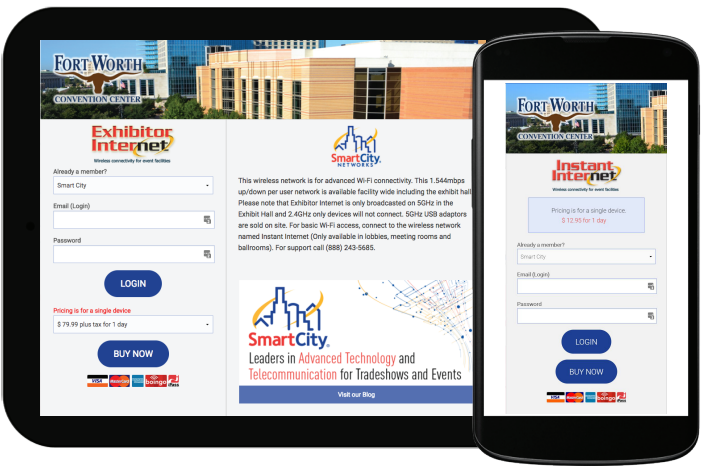 FORT WORTH
CONVENTION CENTER
Exhibitor
Internet
Wireless connectivity for event facilities
Already a member?
Smart City
Email (Login)
Password
LOGIN
Pricing is for a single device
$ 79.99 plus tax for 1 day
BUY NOW
VISA MasterCard boingo iPass
SmartCity
NETWORKS
This wireless network is for advanced Wi-Fi connectivity. This 1.544mbps
up/down per user network is available facility wide including the exhibit hall
Please note that Exhibitor Internet is only broadcasted on 5GHz in the
Exhibit Hall and 2.4GHz only devices will not connect. 5GHz USB adaptors
are sold on site. For basic Wi-Fi access, connect to the wireless network
named Instant Internet (Only available in lobbies, meeting rooms and
ballrooms). For support call (888) 243-5685.
SmartCity.
Leaders in Advanced Technology and
Telecommunication for Tradeshows and Events
Visit our Blog
FORT WORTH
CONVENTION CENTER
Instant
Internet
Wireless connectivity for event facilities
Pricing is for a single device.
$ 12.95 for 1 day
Already a member?
Smart City
Email (Login)
Password
LOGIN
BUY NOW
VISA MasterCard boingo iPass